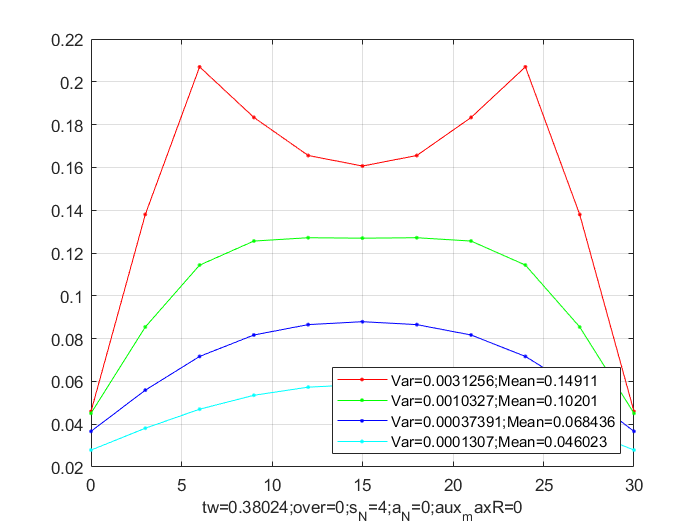 0.22
0.2
0.18
0.16
0.14
0.12
0.1
0.08
0.06
0.04
0.02
0 5 10 15 20 25 30
Var=0.0031256;Mean=0.14911
Var=0.0010327;Mean=0.10201
Var=0.00037391;Mean=0.068436
Var=0.0001307;Mean=0.046023
tw=0.38024;over=0;s_N=4;a_N=0;aux_maxR=0